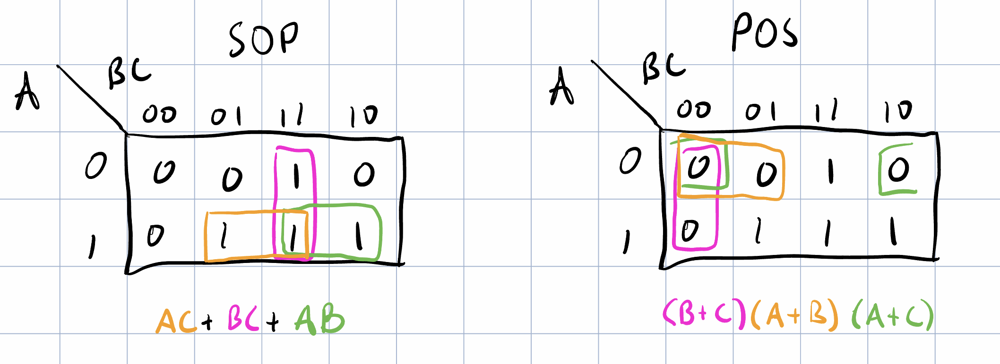 SOP
A BC
00 01 11 10
0 0 0 1 0
1 0 1 1 1
AC + BC + AB
POS
A BC
00 01 11 10
0 0 0 1 0
1 0 1 1 1
(B+C)(A+B)(A+C)